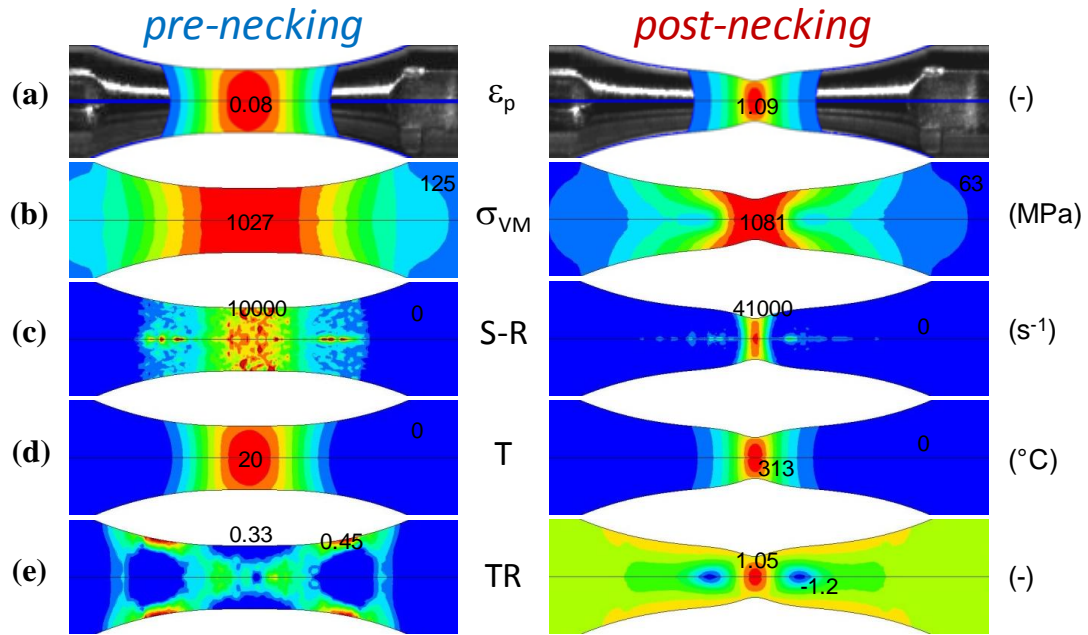 pre-necking post-necking
(a) 0.08 εp 1.09 (-)
(b) 1027 125 σVM 1081 63 (MPa)
(c) 10000 0 S-R 41000 0 (s-1)
(d) 20 0 T 313 0 (°C)
(e) 0.33 0.45 TR 1.05 -1.2 (-)